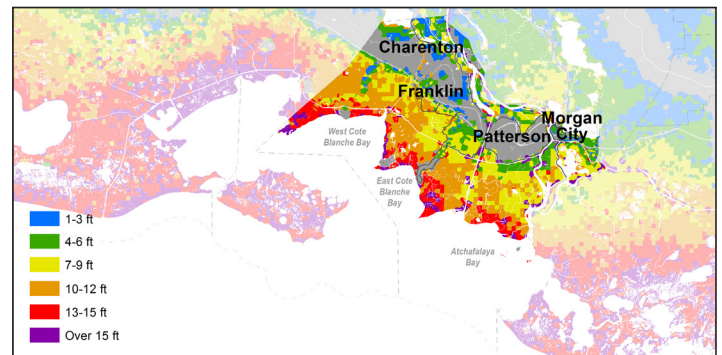 Charenton
Franklin
Morgan
City
Patterson
West Cote
Blanche Bay
East Cote
Blanche
Bay
Atchafalaya
Bay
1-3 ft
4-6 ft
7-9 ft
10-12 ft
13-15 ft
Over 15 ft